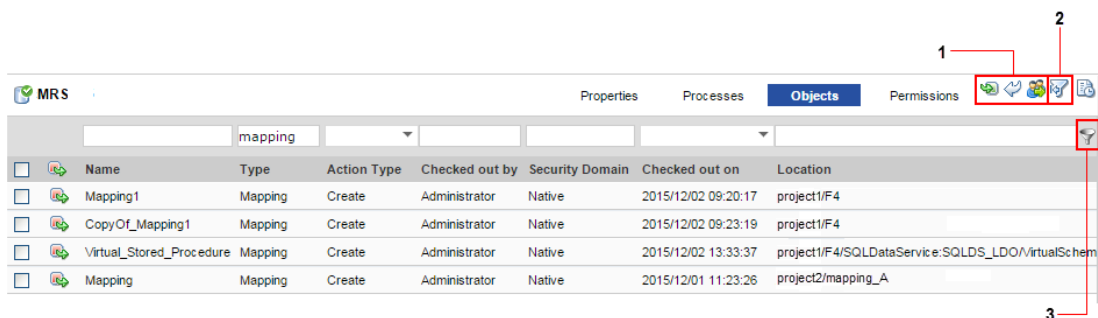 2
1
MRS Properties Processes Objects Permissions
mapping
Name Type Action Type Checked out by Security Domain Checked out on Location
Mapping1 Mapping Create Administrator Native 2015/12/02 09:20:17 project1/F4
CopyOf_Mapping1 Mapping Create Administrator Native 2015/12/02 09:23:19 project1/F4
Virtual_Stored_Procedure Mapping Create Administrator Native 2015/12/02 13:33:37 project1/F4/SQLDataService:SQLDS_LDO/VirtualSchem
Mapping Mapping Create Administrator Native 2015/12/01 11:23:26 project2/mapping_A
3